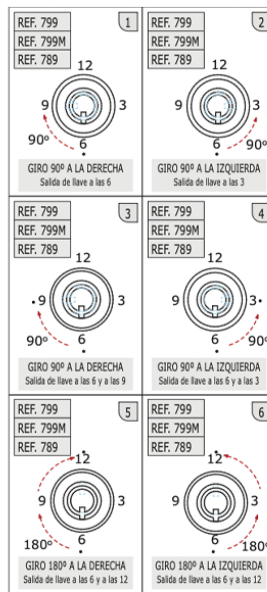 REF. 799
1
REF. 799M
REF. 789
12
9
3
90º
6
GIRO 90º A LA DERECHA
Salida de llave a las 6
REF. 799
2
REF. 799M
REF. 789
12
9
3
6
90º
GIRO 90º A LA IZQUIERDA
Salida de llave a las 3
REF. 799
3
REF. 799M
REF. 789
12
9
3
90º
6
GIRO 90º A LA DERECHA
Salida de llave a las 6 y a las 9
REF. 799
4
REF. 799M
REF. 789
12
9
3
6
90º
GIRO 90º A LA IZQUIERDA
Salida de llave a las 6 y a las 3
REF. 799
5
REF. 799M
REF. 789
12
9
3
6
180º
GIRO 180º A LA DERECHA
Salida de llave a las 6 y a las 12
REF. 799
6
REF. 799M
REF. 789
12
9
3
6
180º
GIRO 180º A LA IZQUIERDA
Salida de llave a las 6 y a las 12